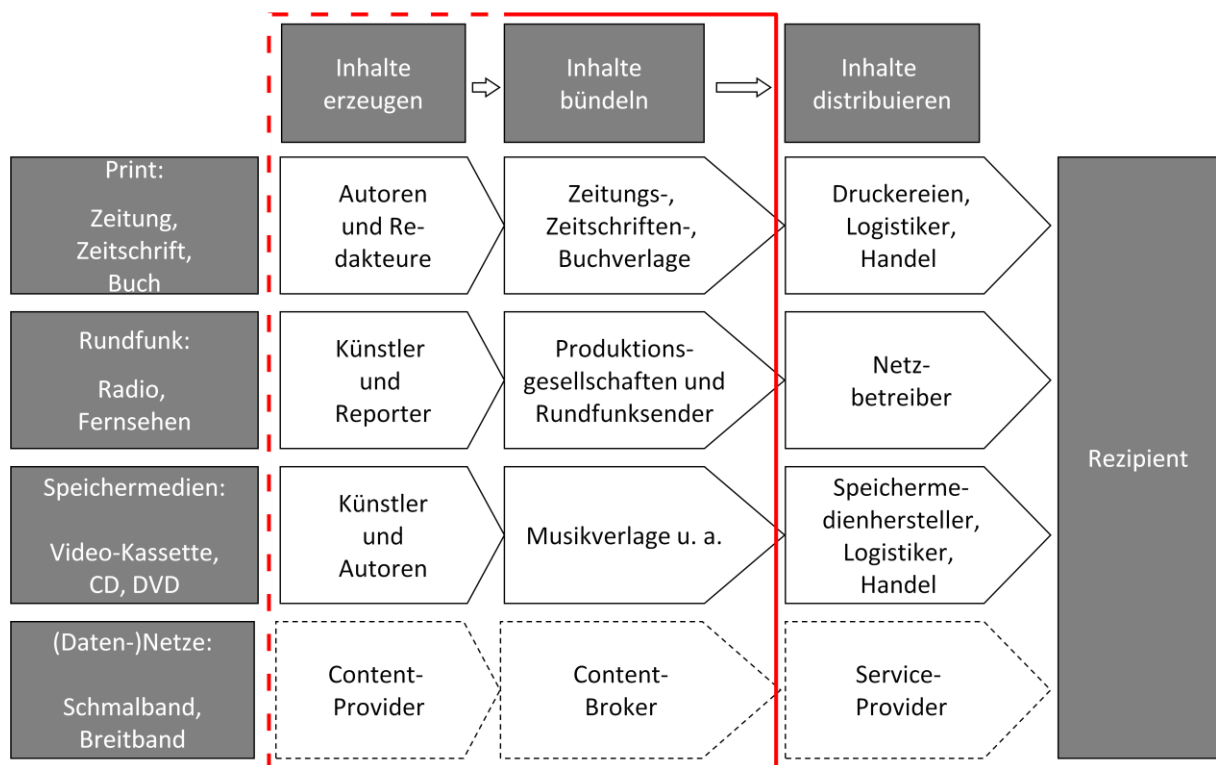 Inhalte
erzeugen
Inhalte
bündeln
Inhalte
distribuieren
Print:
Zeitung,
Zeitschrift,
Buch
Autoren
und Re-
dakteure
Zeitungs-,
Zeitschriften-,
Buchverlage
Druckereien,
Logistiker,
Handel
Rundfunk:
Radio,
Fernsehen
Künstler
und
Reporter
Produktions-
gesellschaften und
Rundfunksender
Netz-
betreiber
Rezipient
Speichermedien:
Video-Kassette,
CD, DVD
Künstler
und
Autoren
Musikverlage u. a.
Speicherme-
dienhersteller,
Logistiker,
Handel
(Daten-)Netze:
Schmalband,
Breitband
Content-
Provider
Content-
Broker
Service-
Provider